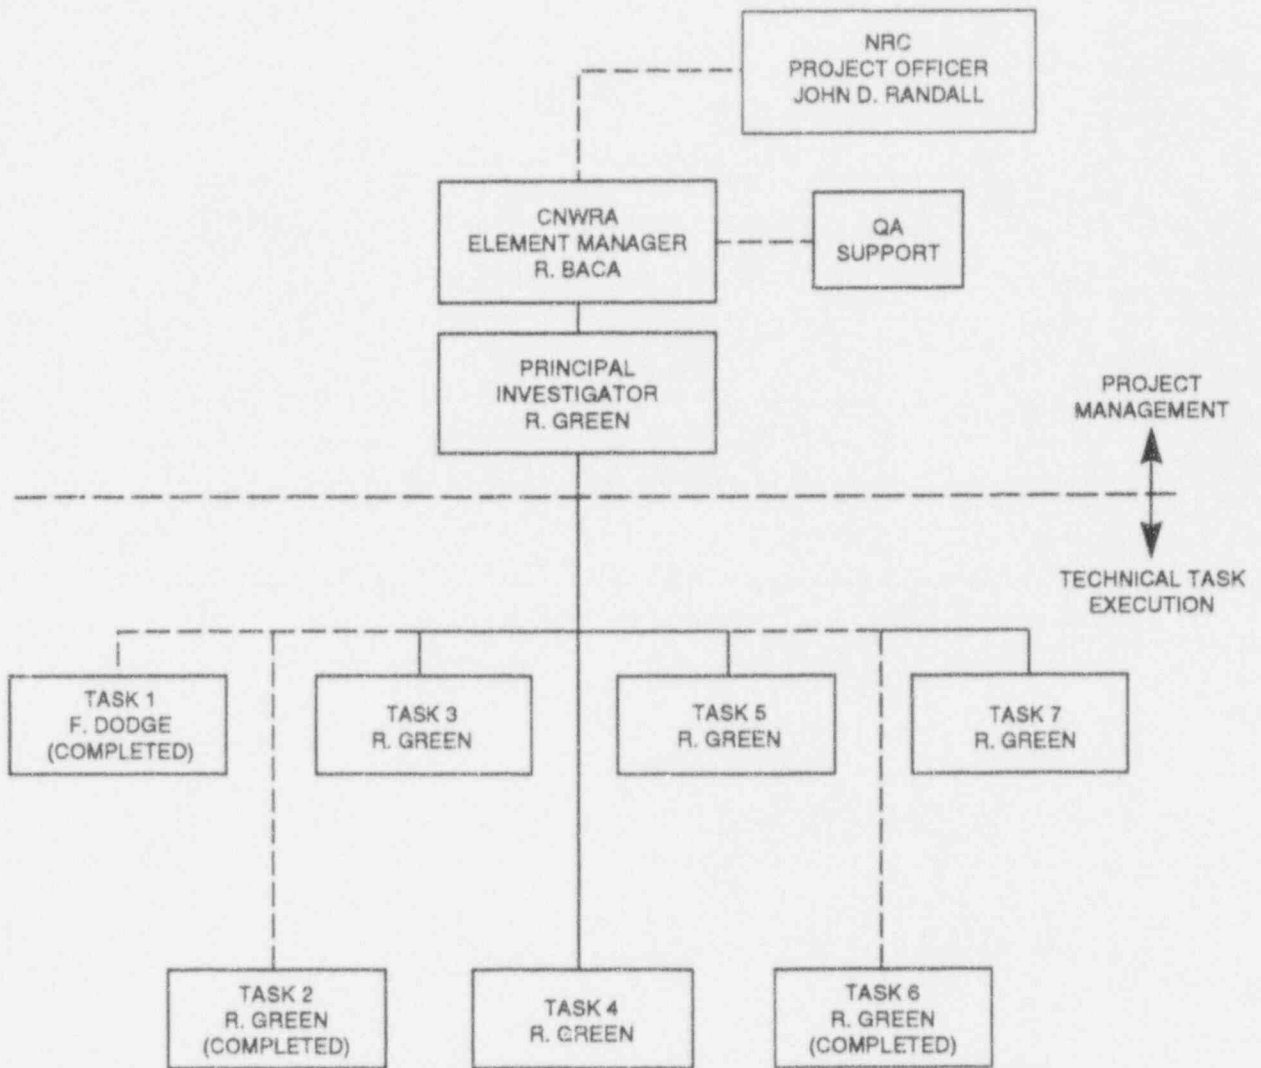 NRC
PROJECT OFFICER
JOHN D. RANDALL
CNWRA
ELEMENT MANAGER
R. BACA
QA
SUPPORT
PRINCIPAL
INVESTIGATOR
R. GREEN
PROJECT
MANAGEMENT
TECHNICAL TASK
EXECUTION
TASK 1
F. DODGE
(COMPLETED)
TASK 3
R. GREEN
TASK 5
R. GREEN
TASK 7
R. GREEN
TASK 2
R. GREEN
(COMPLETED)
TASK 4
R. GREEN
TASK 6
R. GREEN
(COMPLETED)